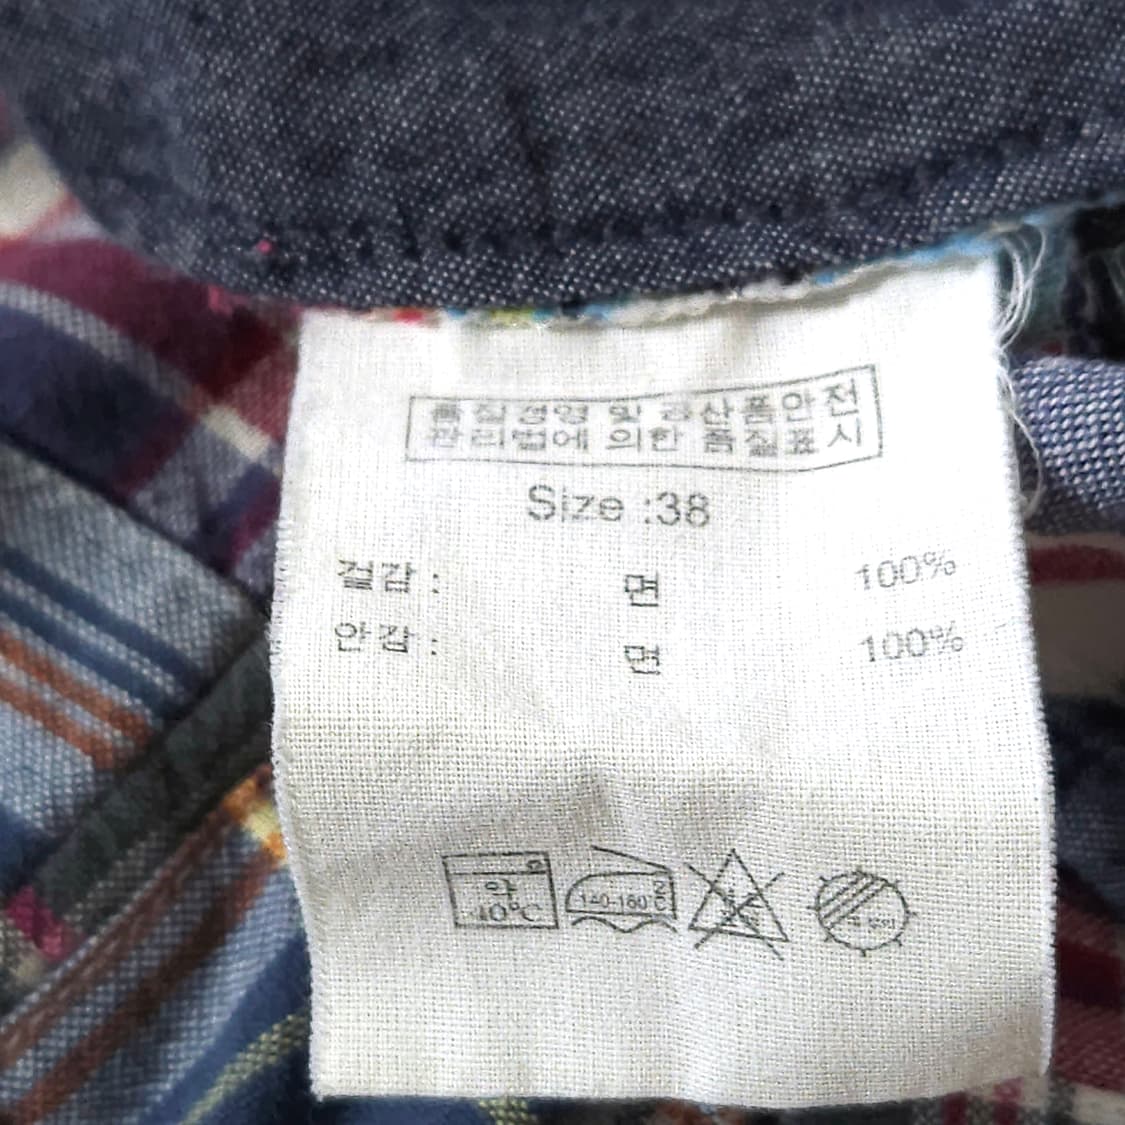 품질경영 및 공산품안전
관리법에 의한 품질표시
Size :38
겉감 : 면 100%
안감 : 면 100%
약
40°C
140-160°C